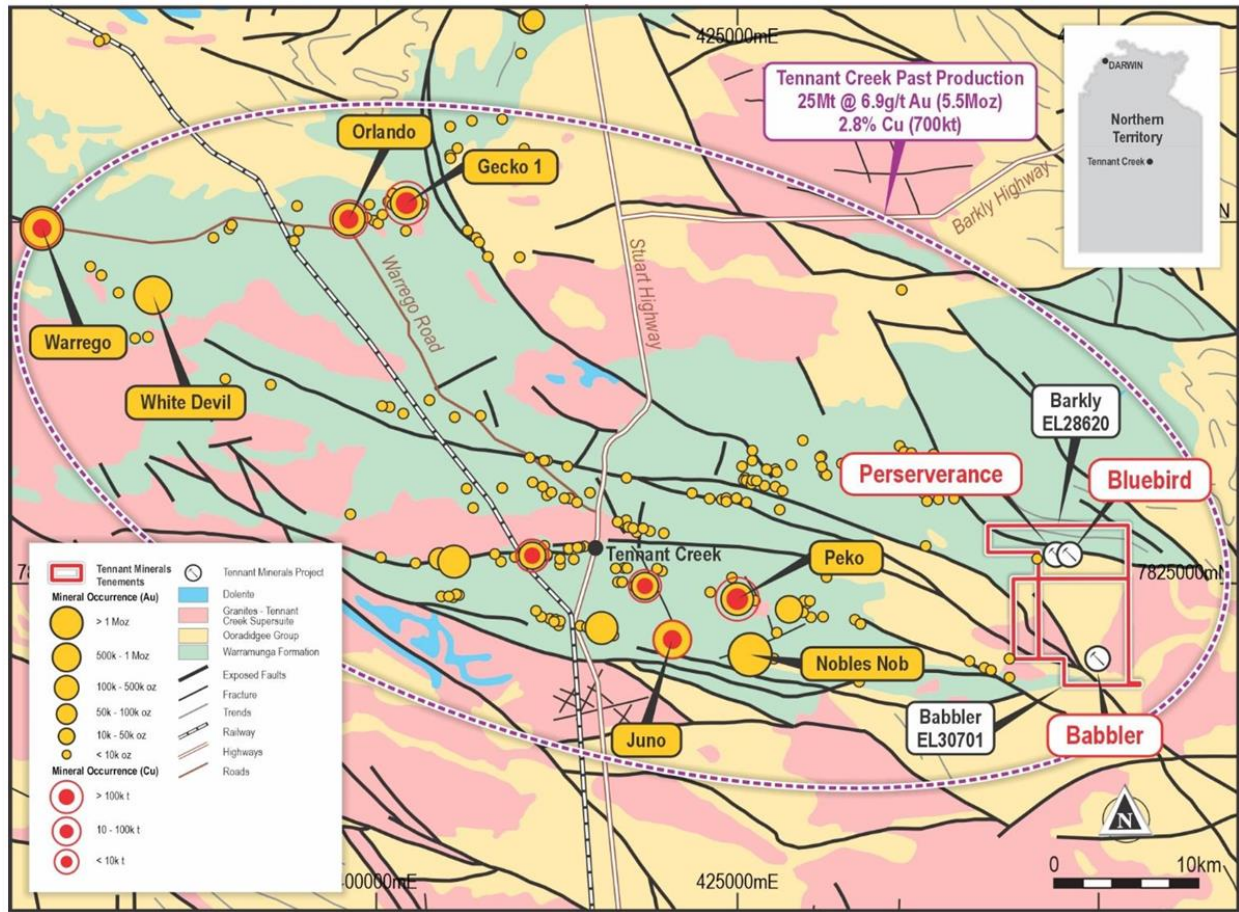 425000mE
DARWIN
Northern
Territory
Tennant Creek
Tennant Creek Past Production
25Mt @ 6.9g/t Au (5.5Moz)
2.8% Cu (700kt)
Orlando
Gecko 1
Barkly Highway
N
Stuart Highway
Warrego Road
Warrego
White Devil
Barkly
EL28620
Perserverance
Bluebird
Tennant Creek
Peko
7825000mN
78
Nobles Nob
Juno
Babbler
EL30701
Babbler
Tennant Minerals
Tenements
Mineral Occurrence (Au)
> 1 Moz
500k - 1 Moz
100k - 500k oz
50k - 100k oz
10k - 50k oz
< 10k oz
Mineral Occurrence (Cu)
> 100k t
10 - 100k t
< 10k t
Tennant Minerals Project
Dolerite
Granites - Tennant
Creek Supersuite
Ooradidgee Group
Warramunga Formation
Exposed Faults
Fracture
Trends
Railway
Highways
Roads
N
0 10km
400000mE
425000mE